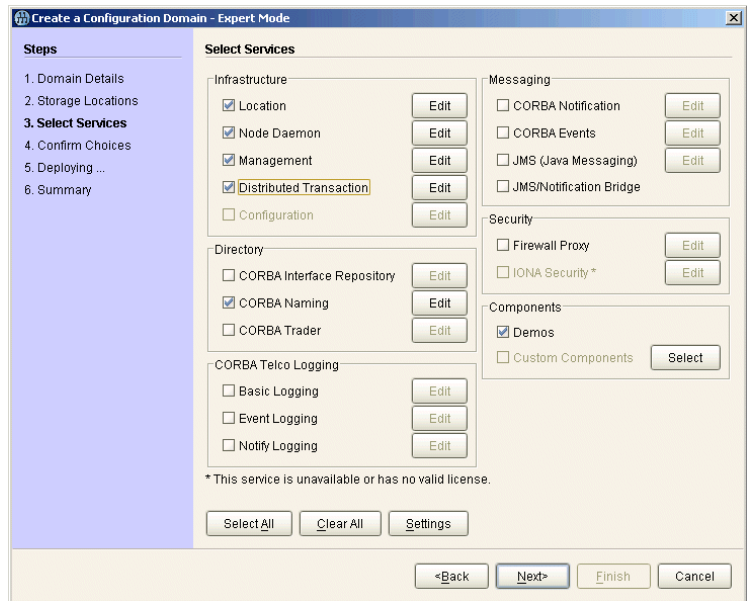 Create a Configuration Domain - Expert Mode
Steps
1. Domain Details
2. Storage Locations
3. Select Services
4. Confirm Choices
5. Deploying ...
6. Summary
Select Services
Infrastructure
Location Edit
Node Daemon Edit
Management Edit
Distributed Transaction Edit
Configuration Edit
Directory
CORBA Interface Repository Edit
CORBA Naming Edit
CORBA Trader Edit
CORBA Telco Logging
Basic Logging Edit
Event Logging Edit
Notify Logging Edit
Messaging
CORBA Notification Edit
CORBA Events Edit
JMS (Java Messaging) Edit
JMS/Notification Bridge
Security
Firewall Proxy Edit
IONA Security * Edit
Components
Demos
Custom Components Select
* This service is unavailable or has no valid license.
Select All Clear All Settings
<Back Next> Finish Cancel